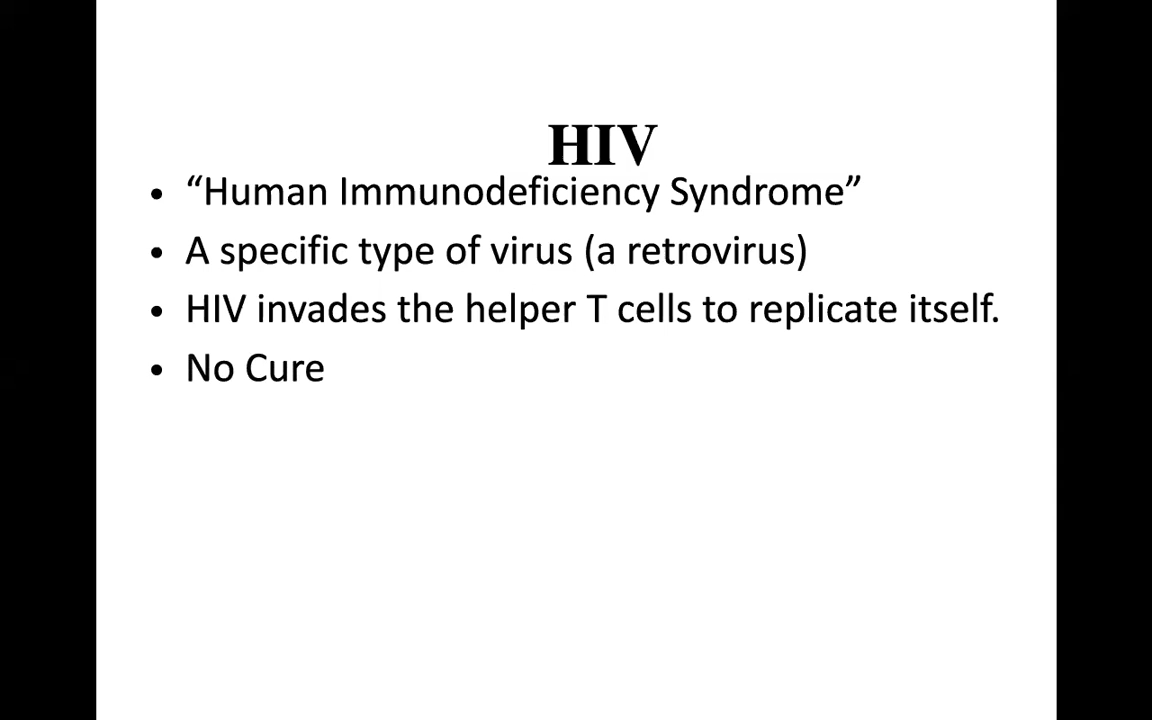 HIV
• “Human Immunodeficiency Syndrome”
• A specific type of virus (a retrovirus)
• HIV invades the helper T cells to replicate itself.
• No Cure